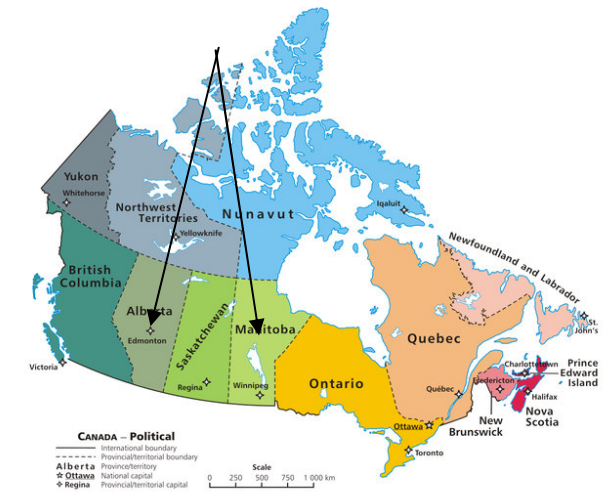 Yukon
Whitehorse
Northwest
Territories
Yellowknife
Nunavut
Iqaluit
British
Columbia
Victoria
Alberta
Edmonton
Saskatchewan
Regina
Manitoba
Winnipeg
Ontario
Ottawa
Toronto
Quebec
Québec
Newfoundland and Labrador
St.
John's
Charlottetown
Prince
Edward
Island
Fredericton
Halifax
Nova
Scotia
New
Brunswick
CANADA – Political
International boundary
Provincial/territorial boundary
Alberta Province/territory
Ottawa National capital
Regina Provincial/territorial capital
Scale
0 250 500 750 1 000 km